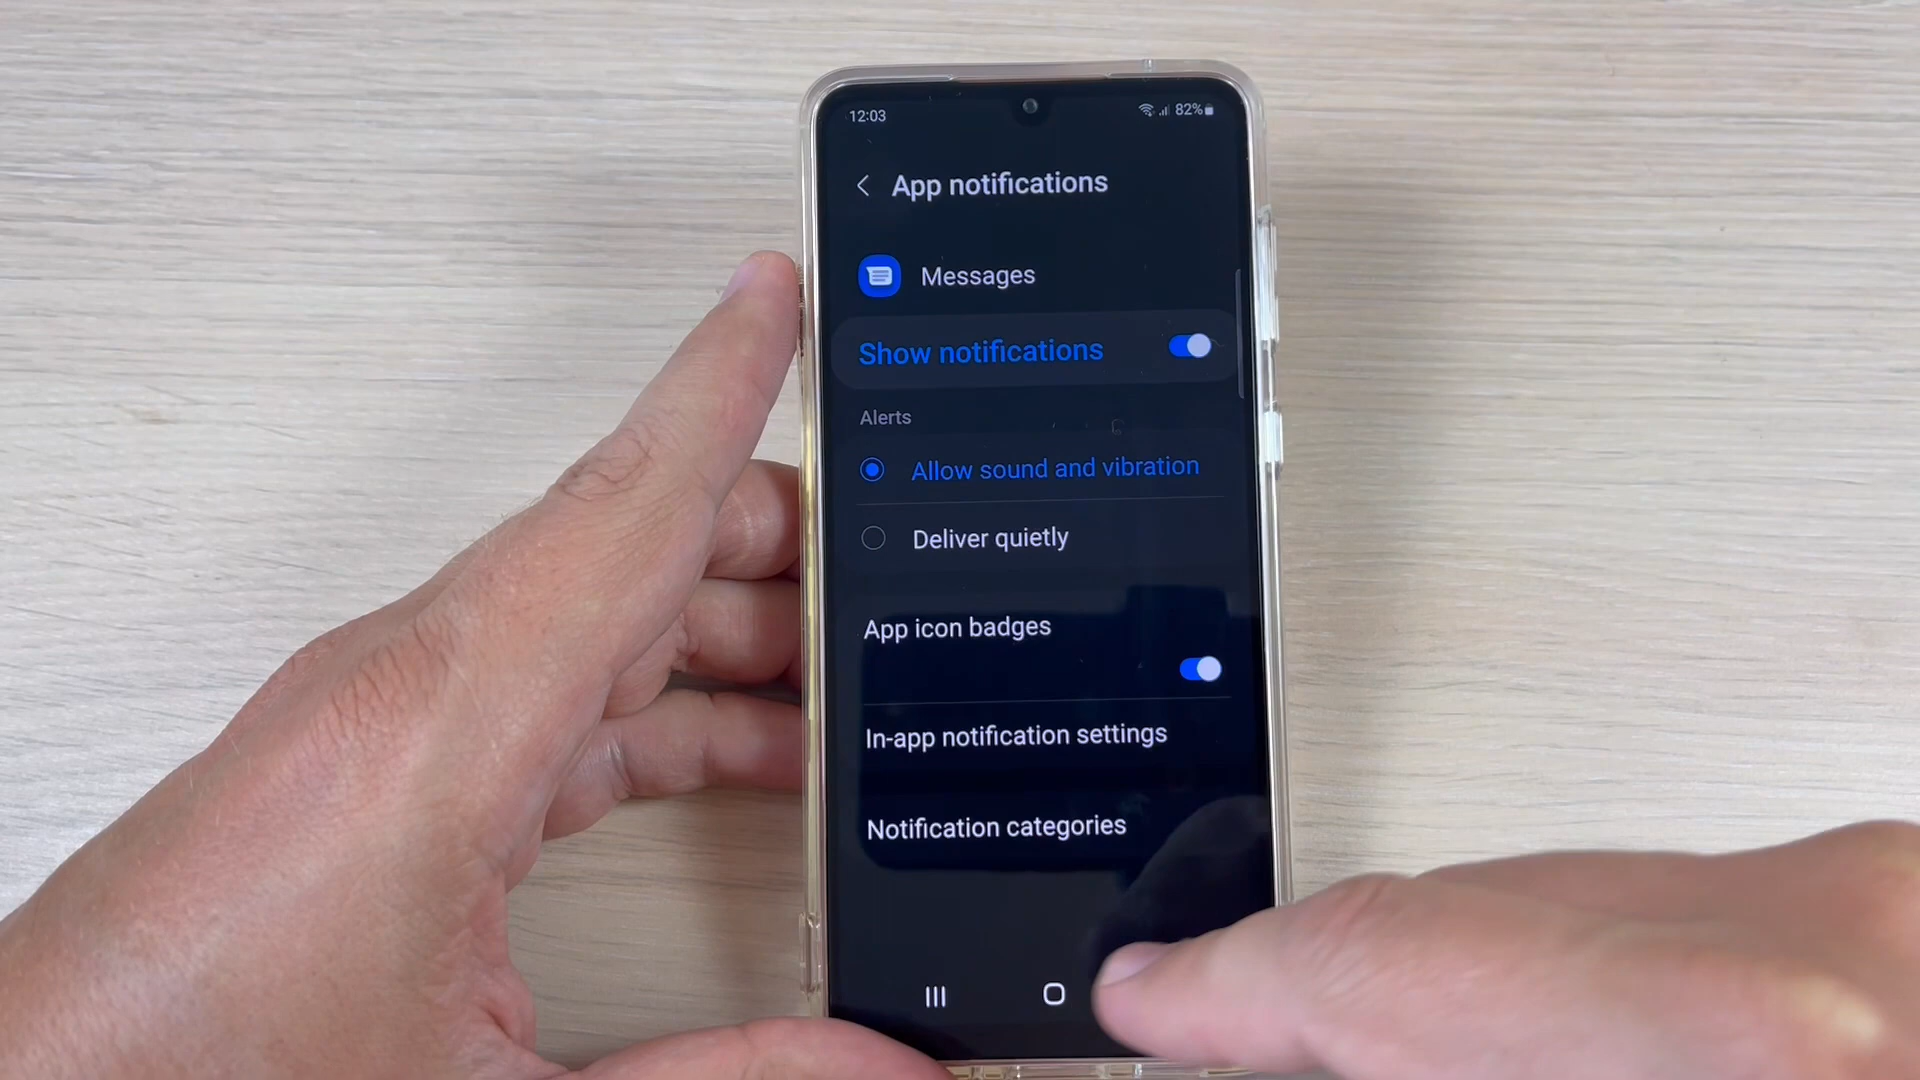 12:03
82%
App notifications
Messages
Show notifications
Alerts
Allow sound and vibration
Deliver quietly
App icon badges
In-app notification settings
Notification categories